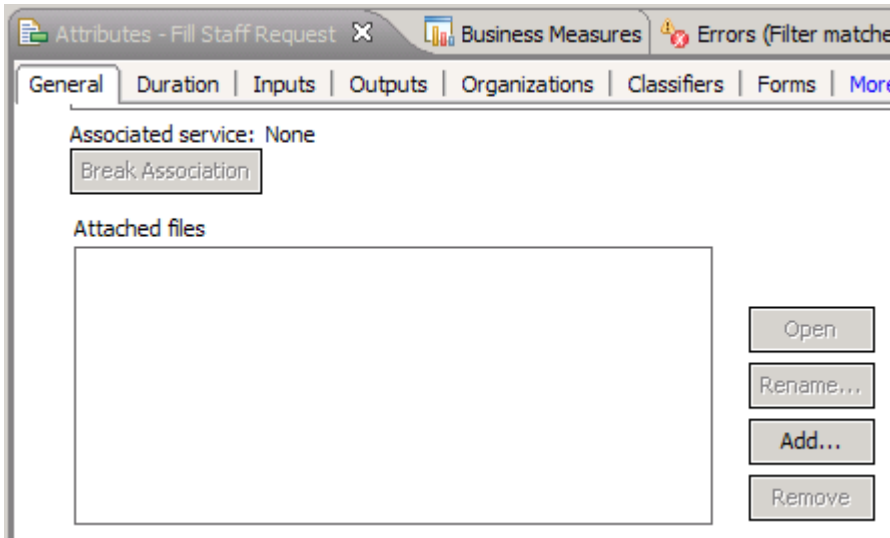 Attributes - Fill Staff Request Business Measures Errors (Filter matche
General Duration Inputs Outputs Organizations Classifiers Forms More
Associated service: None
Break Association
Attached files
Open
Rename...
Add...
Remove